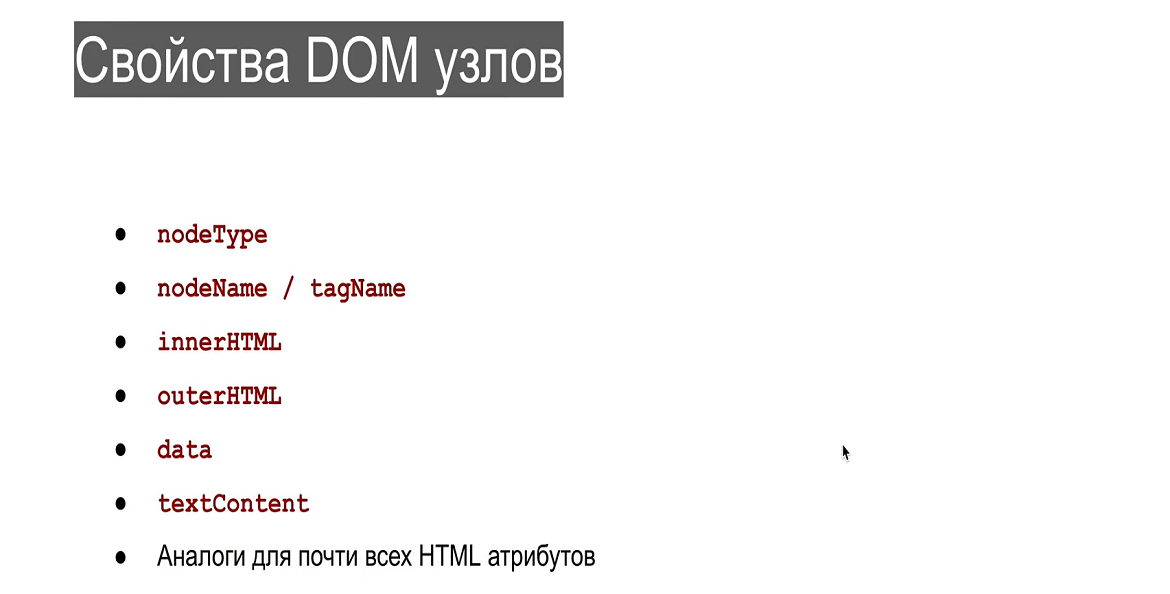 Свойства DOM узлов
● nodeType
● nodeName / tagName
● innerHTML
● outerHTML
● data
● textContent
● Аналоги для почти всех HTML атрибутов